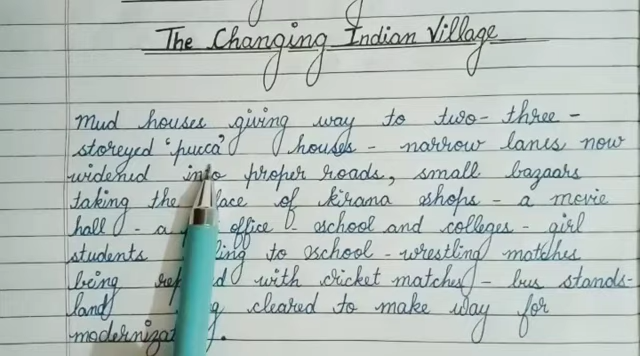 The Changing Indian Village
Mud houses giving way to two-three-
storeyed 'pucca' houses - narrow lanes now
widened into proper roads, small bazaars
taking the of kirana shops - a movie
hall - a office - school and colleges - girl
students to school - wrestling matches
being with cricket matches - bus stands-
land cleared to make way for